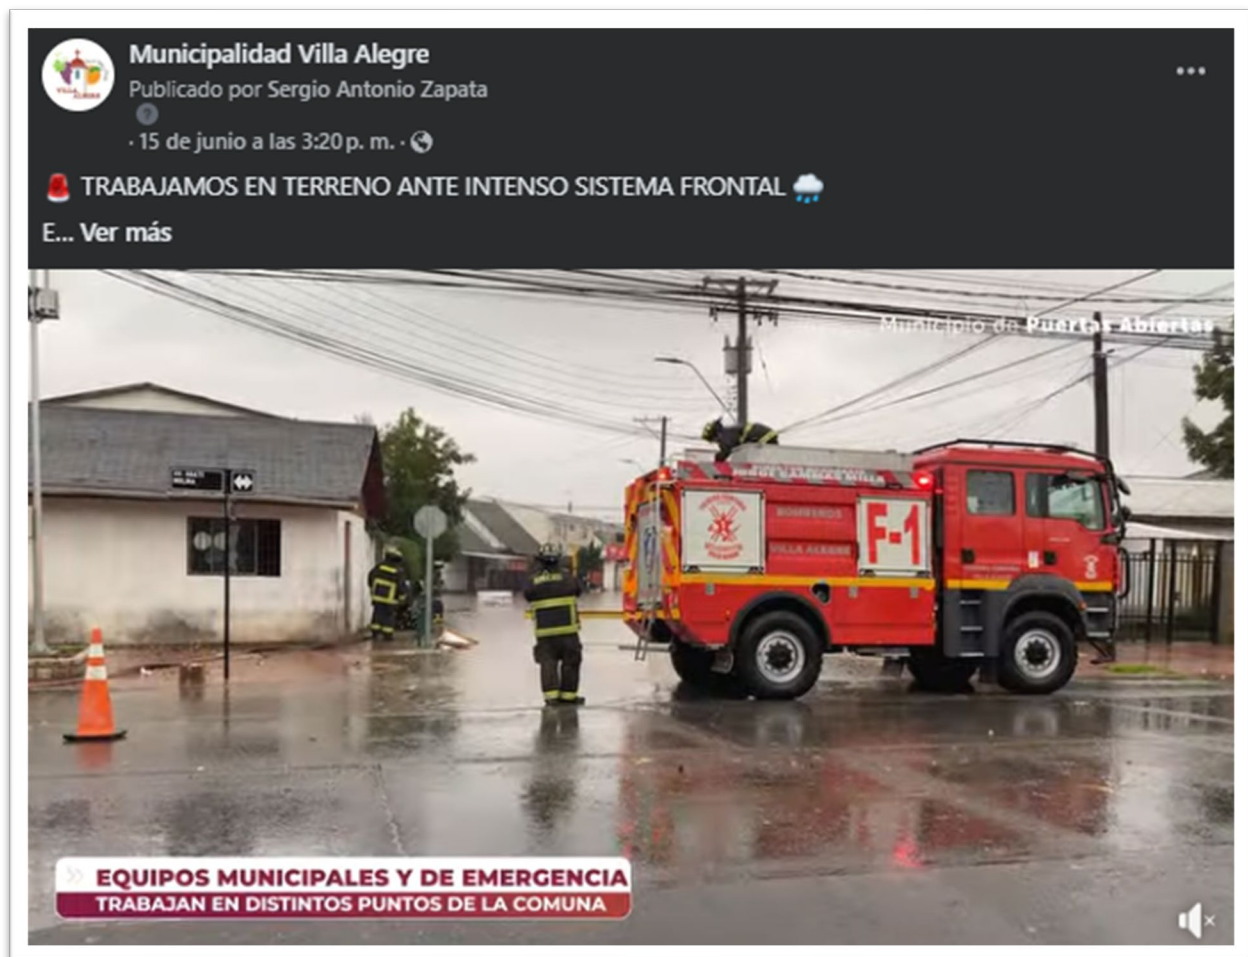 Municipalidad Villa Alegre
Publicado por Sergio Antonio Zapata
· 15 de junio a las 3:20 p. m. ·
🚨 TRABAJAMOS EN TERRENO ANTE INTENSO SISTEMA FRONTAL 🌧️
E... Ver más
Municipio de Puertas Abiertas
BOMBEROS
VILLA ALEGRE
F-1
EQUIPOS MUNICIPALES Y DE EMERGENCIA
TRABAJAN EN DISTINTOS PUNTOS DE LA COMUNA